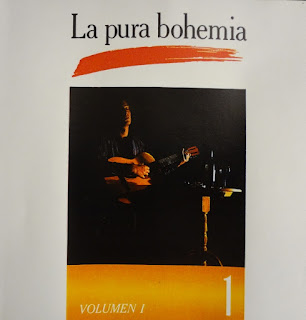 La pura bohemia
VOLUMEN I
1